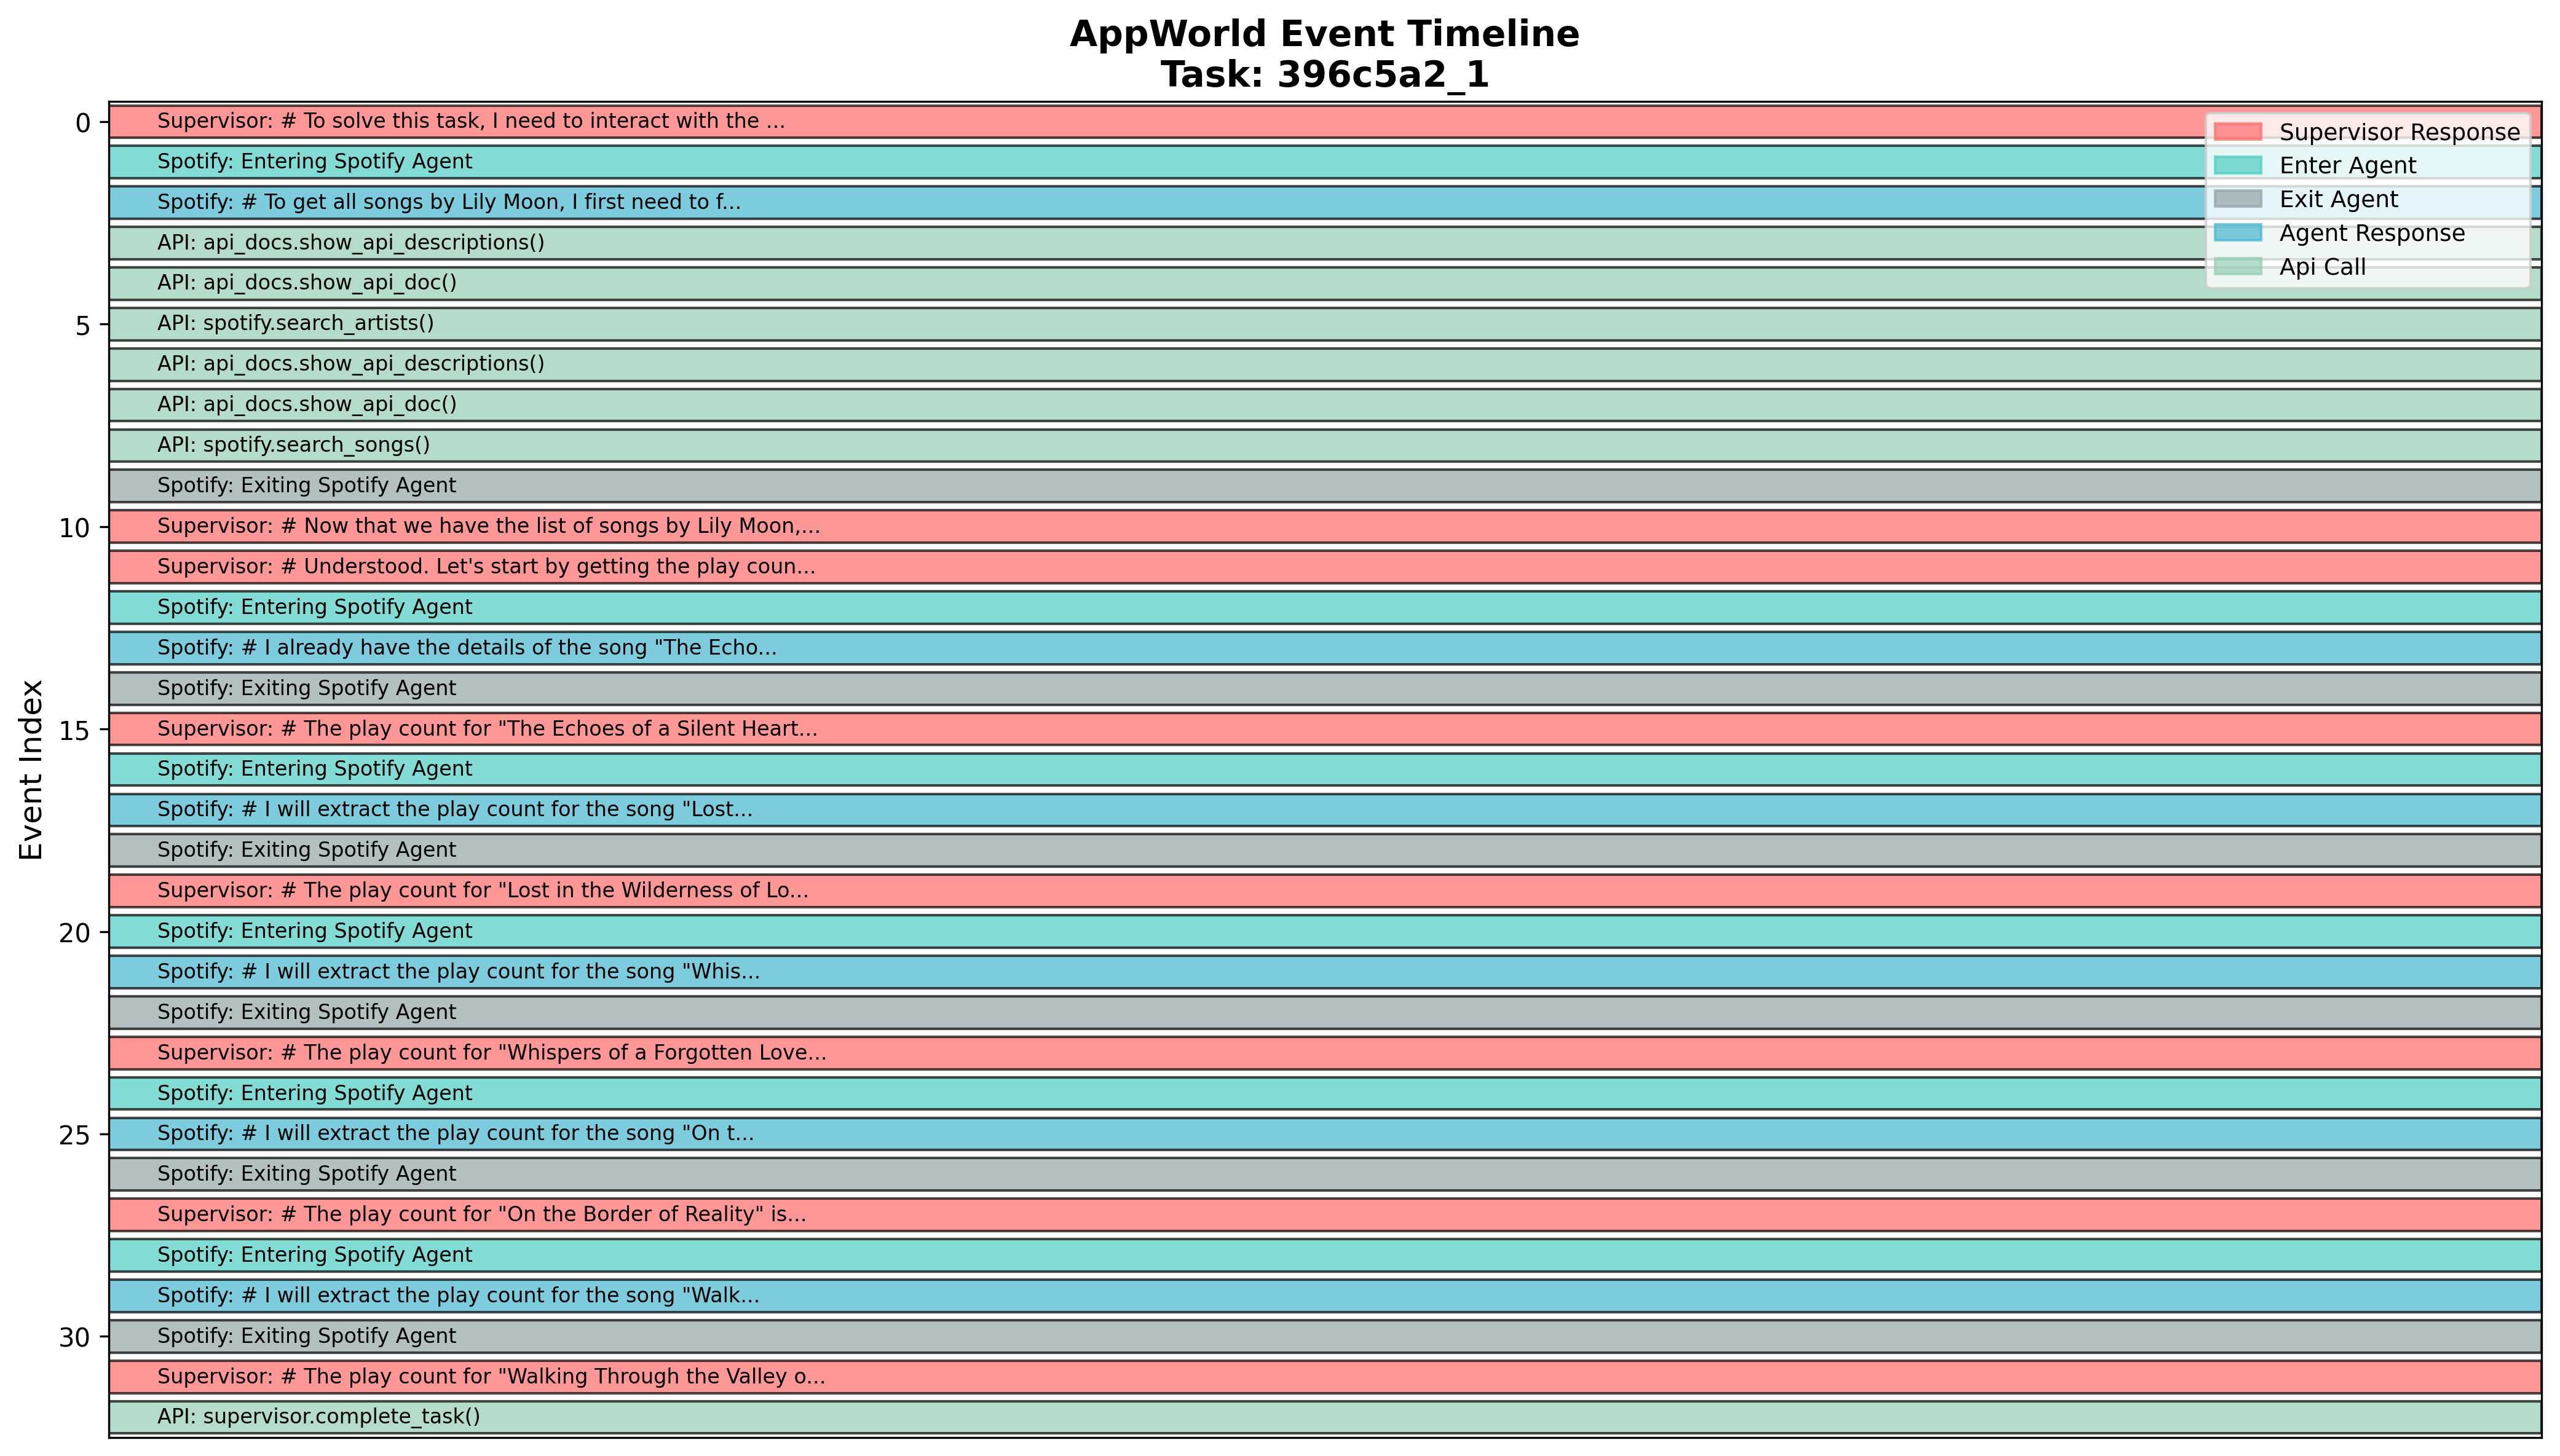 AppWorld Event Timeline
Task: 396c5a2_1
Supervisor: # To solve this task, I need to interact with the ...
Spotify: Entering Spotify Agent
Spotify: # To get all songs by Lily Moon, I first need to f...
API: api_docs.show_api_descriptions()
API: api_docs.show_api_doc()
API: spotify.search_artists()
API: api_docs.show_api_descriptions()
API: api_docs.show_api_doc()
API: spotify.search_songs()
Spotify: Exiting Spotify Agent
Supervisor: # Now that we have the list of songs by Lily Moon,...
Supervisor: # Understood. Let's start by getting the play coun...
Spotify: Entering Spotify Agent
Spotify: # I already have the details of the song "The Echo...
Spotify: Exiting Spotify Agent
Supervisor: # The play count for "The Echoes of a Silent Heart...
Spotify: Entering Spotify Agent
Spotify: # I will extract the play count for the song "Lost...
Spotify: Exiting Spotify Agent
Supervisor: # The play count for "Lost in the Wilderness of Lo...
Spotify: Entering Spotify Agent
Spotify: # I will extract the play count for the song "Whis...
Spotify: Exiting Spotify Agent
Supervisor: # The play count for "Whispers of a Forgotten Love...
Spotify: Entering Spotify Agent
Spotify: # I will extract the play count for the song "On t...
Spotify: Exiting Spotify Agent
Supervisor: # The play count for "On the Border of Reality" is...
Spotify: Entering Spotify Agent
Spotify: # I will extract the play count for the song "Walk...
Spotify: Exiting Spotify Agent
Supervisor: # The play count for "Walking Through the Valley o...
API: supervisor.complete_task()
Supervisor Response
Enter Agent
Exit Agent
Agent Response
Api Call
Event Index
0
5
10
15
20
25
30